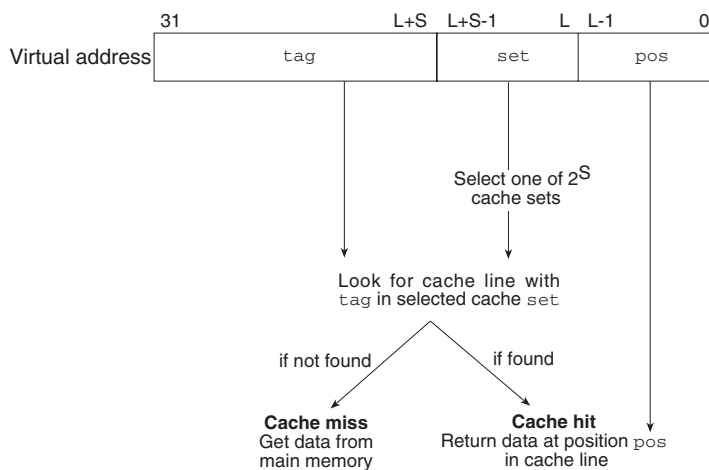 31 L+S L+S-1 L L-1 0
Virtual address tag set pos
Select one of 2^S
cache sets
Look for cache line with
tag in selected cache set
if not found if found
Cache miss
Get data from
main memory
Cache hit
Return data at position pos
in cache line